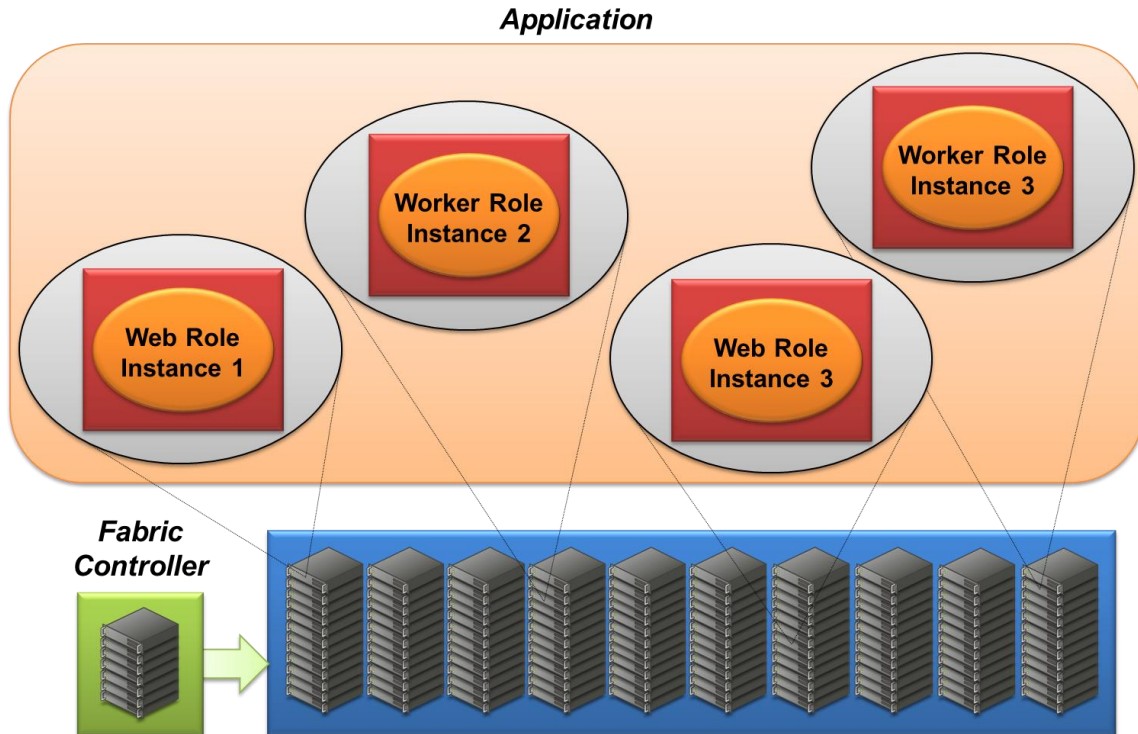 Application
Worker Role
Instance 3
Worker Role
Instance 2
Web Role
Instance 1
Web Role
Instance 3
Fabric
Controller